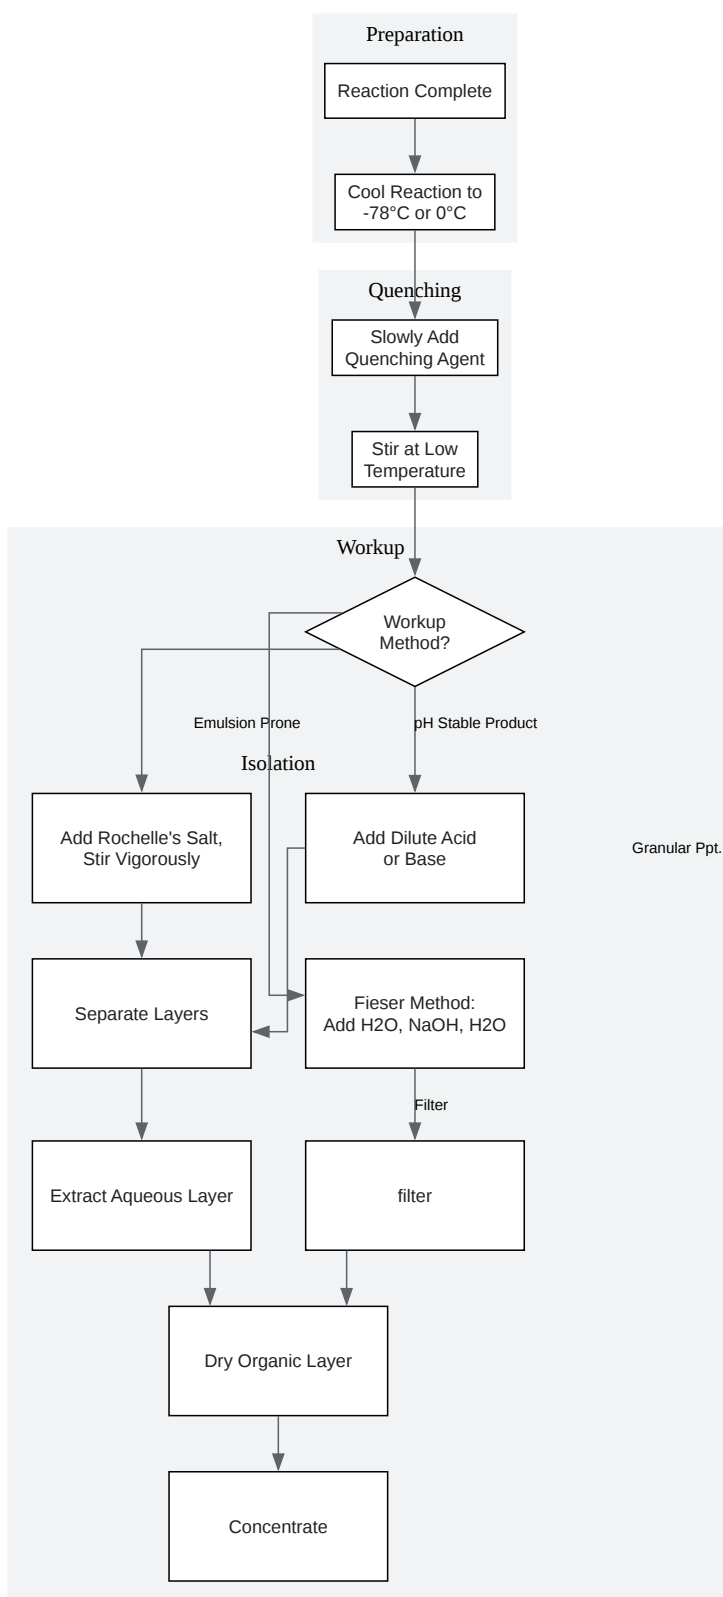 Preparation
Reaction Complete
Cool Reaction to
-78°C or 0°C
Quenching
Slowly Add
Quenching Agent
Stir at Low
Temperature
Workup
Workup
Method?
Emulsion Prone
pH Stable Product
Isolation
Add Rochelle's Salt,
Stir Vigorously
Add Dilute Acid
or Base
Granular Ppt.
Separate Layers
Fieser Method:
Add H2O, NaOH, H2O
Filter
Extract Aqueous Layer
filter
Dry Organic Layer
Concentrate